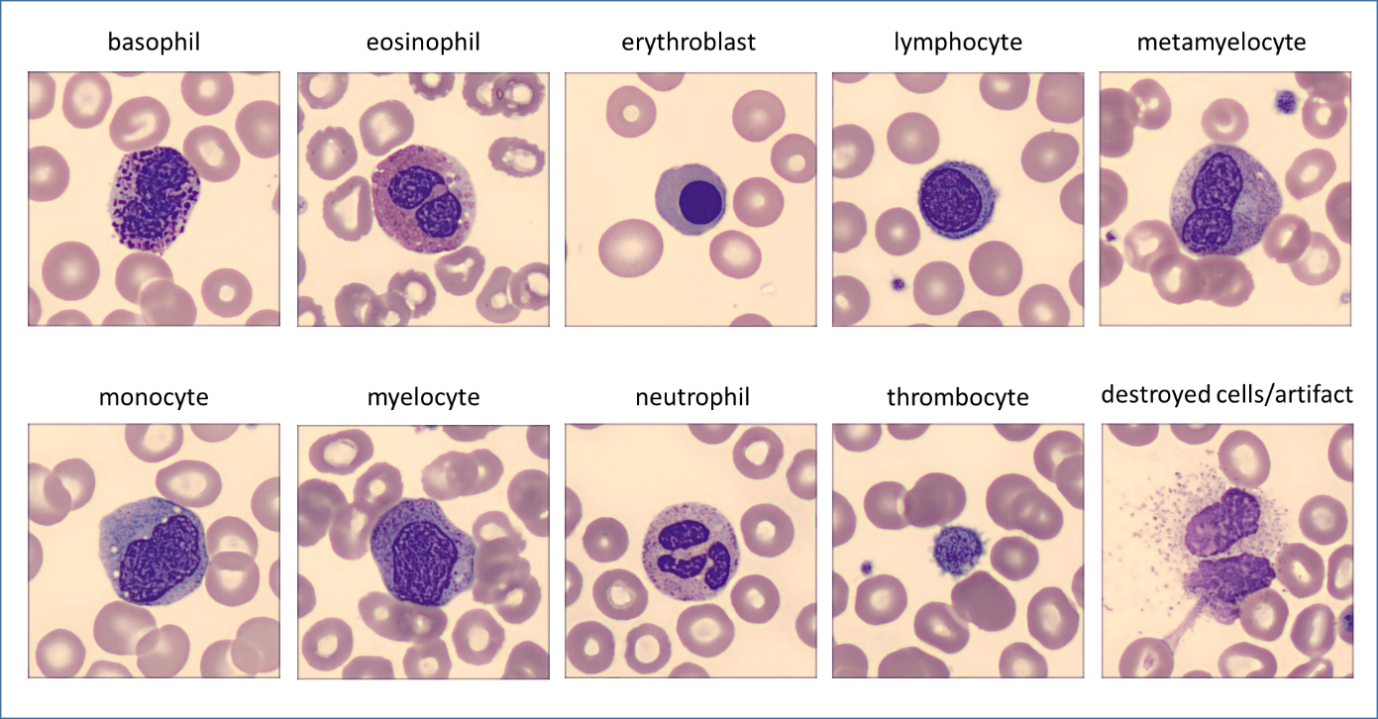 basophil
eosinophil
erythroblast
lymphocyte
metamyelocyte
monocyte
myelocyte
neutrophil
thrombocyte
destroyed cells/artifact